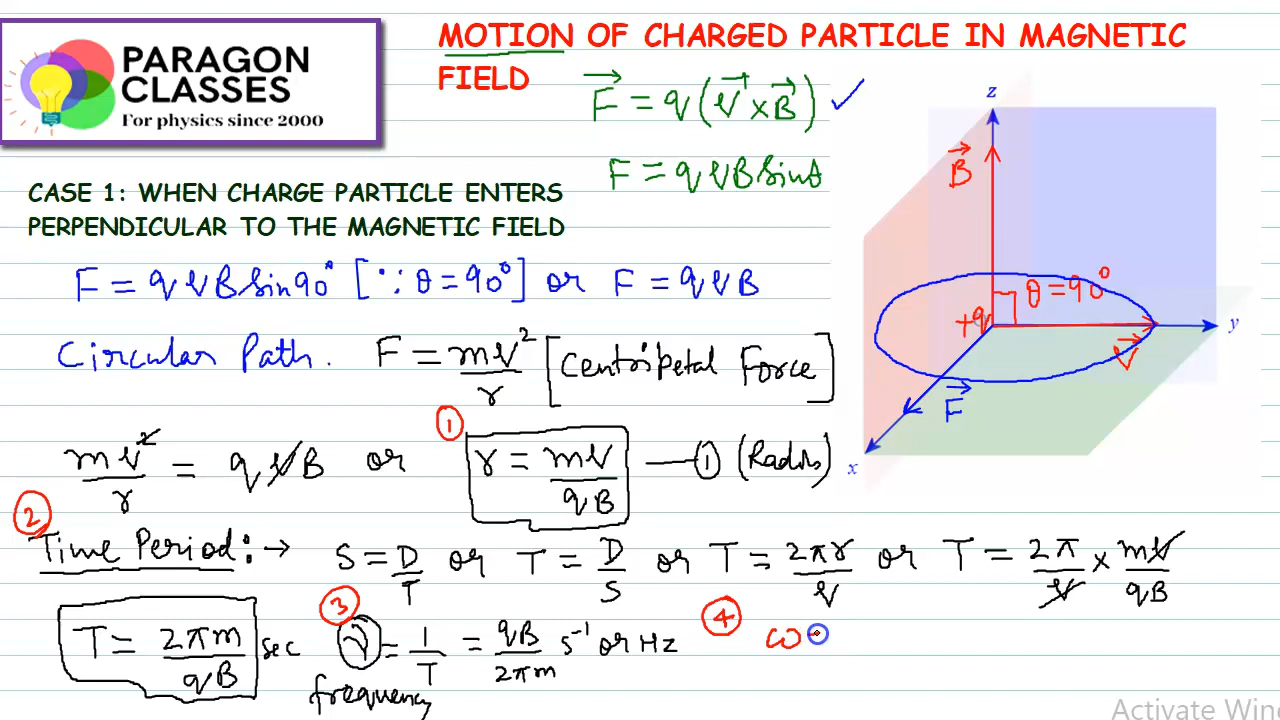 PARAGON
CLASSES
For physics since 2000
MOTION OF CHARGED PARTICLE IN MAGNETIC
FIELD
F⃗ = q(v⃗ × B⃗) ✓
F = qvB sinθ
CASE 1: WHEN CHARGE PARTICLE ENTERS
PERPENDICULAR TO THE MAGNETIC FIELD
F = qvB sin90° [∵ θ = 90°] or F = qvB
Circular Path. F = mv²/r [Centripetal Force]
mv²/r = qvB or ① r = mv/qB —① (Radius)
② Time Period :→ S = D/T or T = D/S or T = 2πr/v or T = 2π/v × mv/qB
T = 2πm/qB sec ③ ν = 1/T = qB/2πm s⁻¹ or Hz ④ ω =
frequency
z
B⃗
θ = 90°
+q
y
v⃗
F⃗
x
Activate Wind